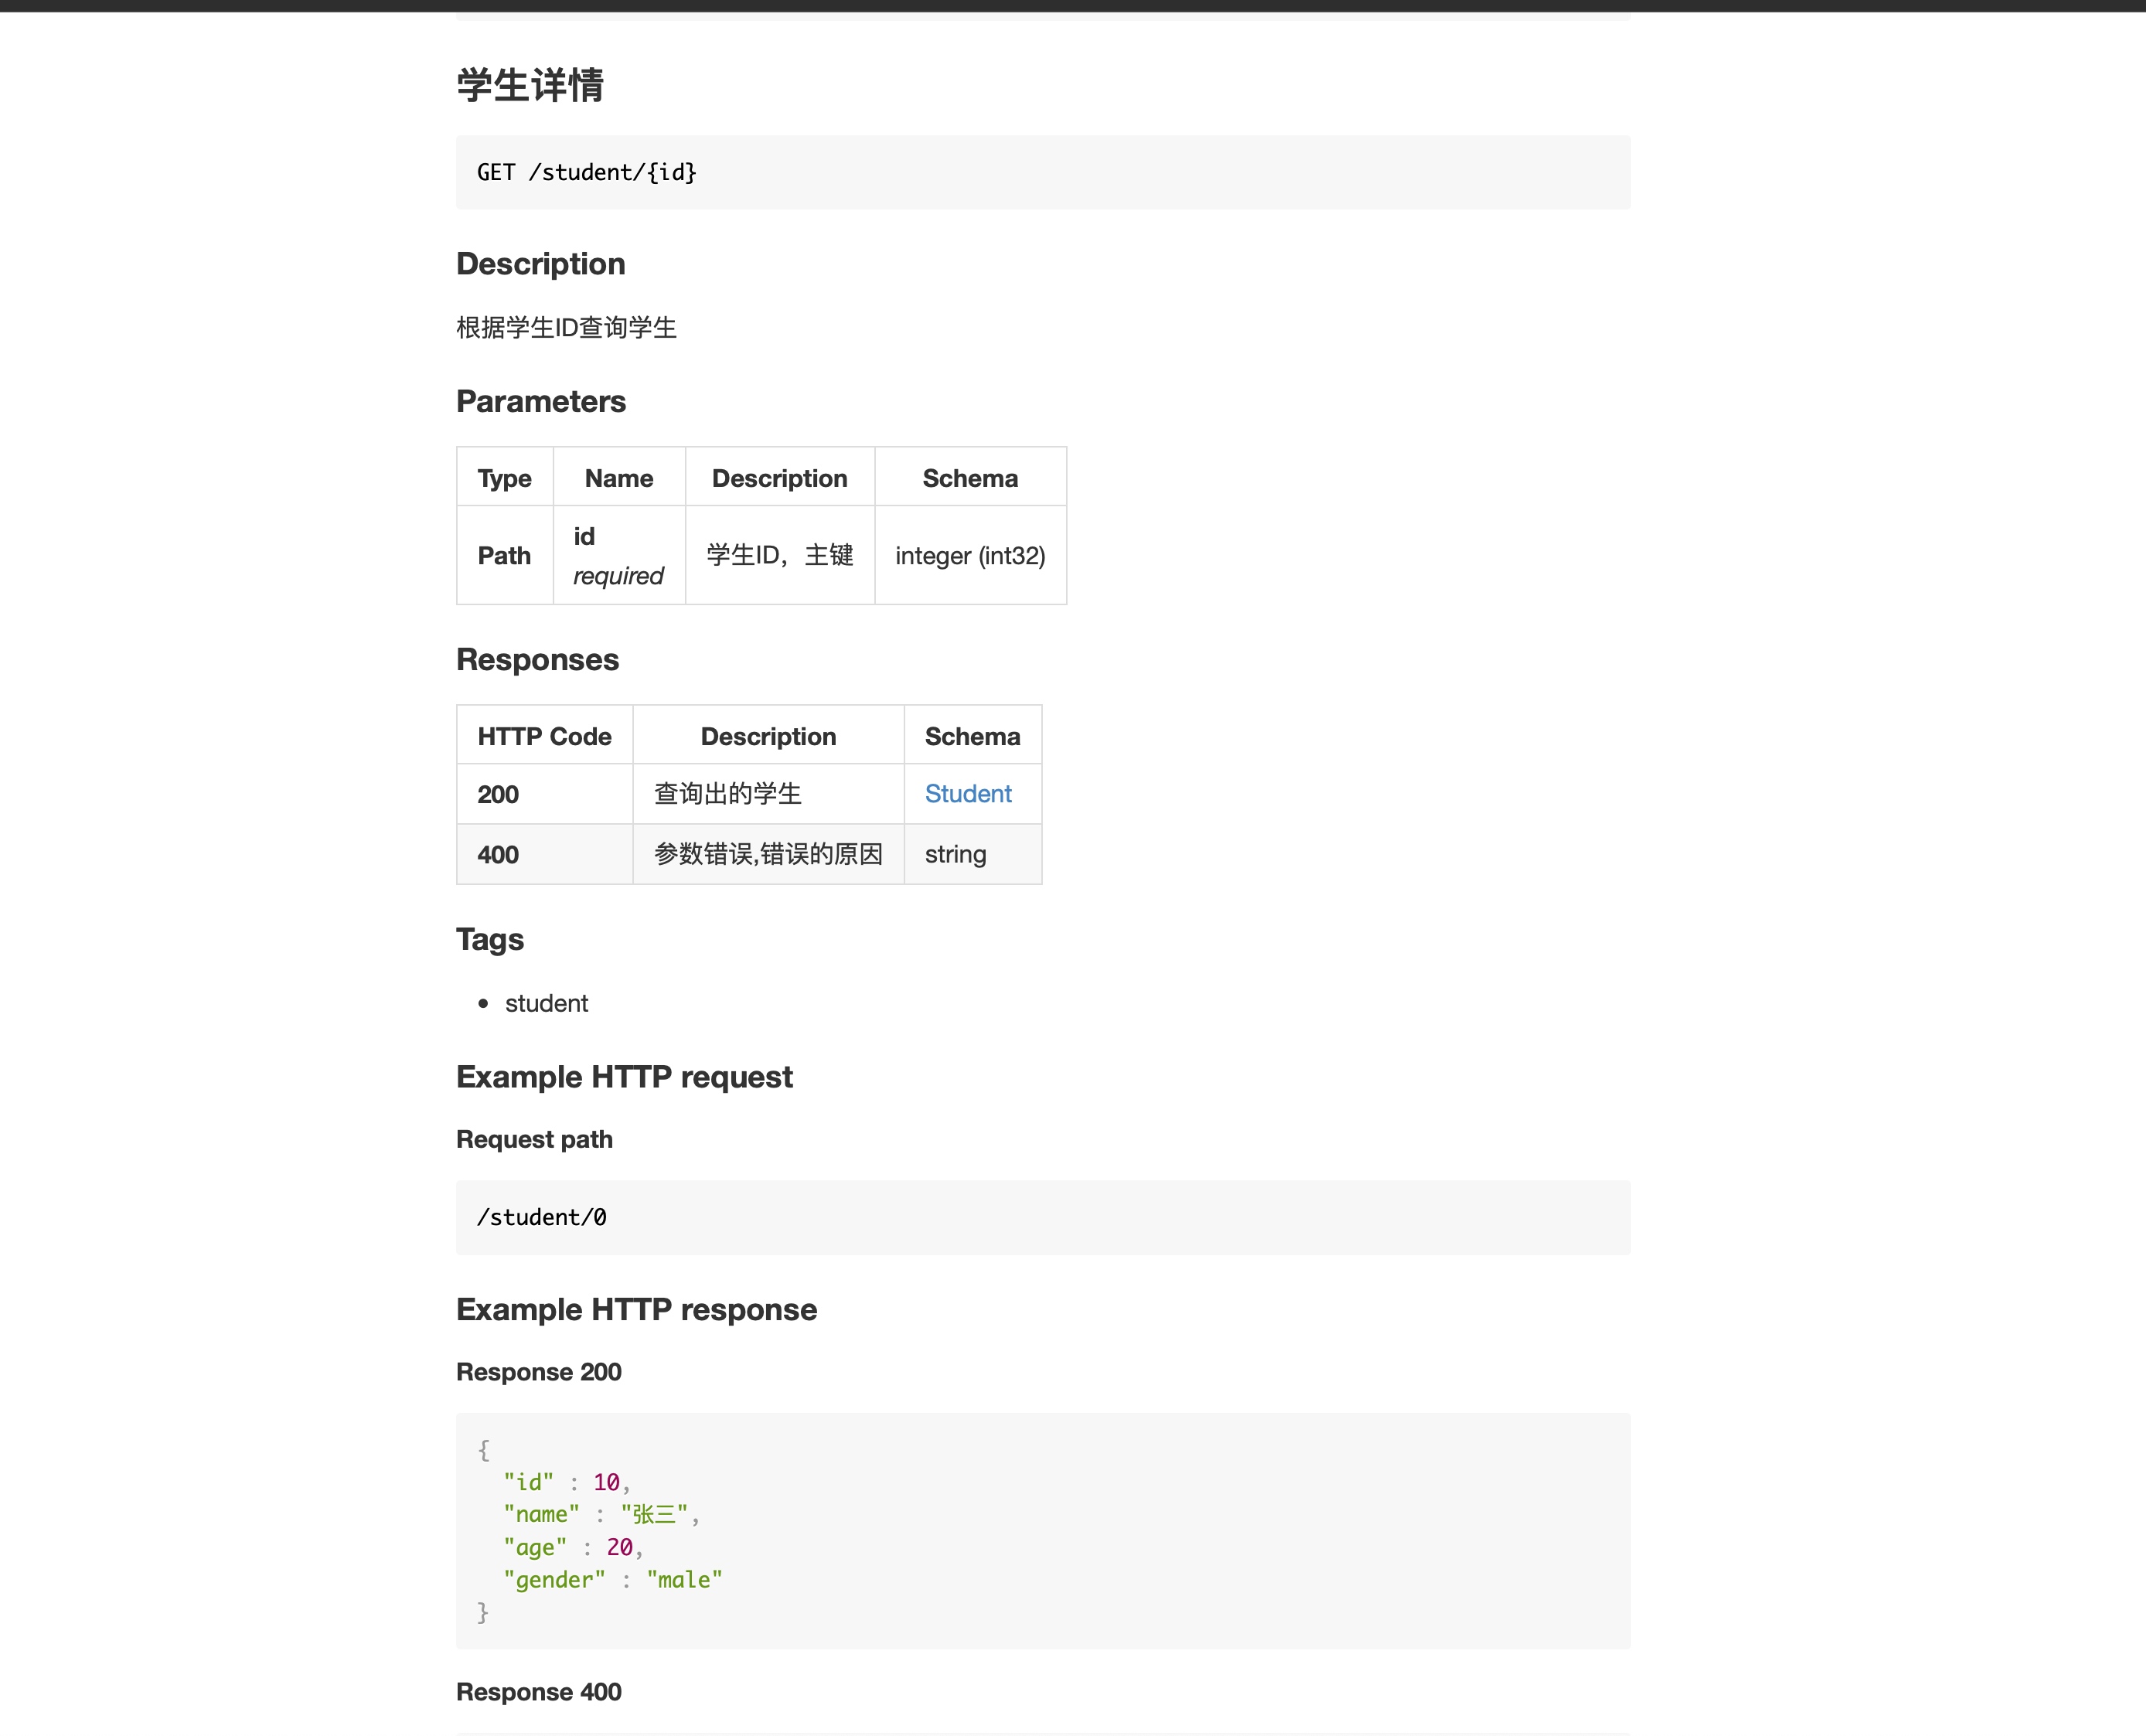 学生详情
GET /student/{id}
Description
根据学生ID查询学生
Parameters
Type Name Description Schema
Path id required 学生ID，主键 integer (int32)
Responses
HTTP Code Description Schema
200 查询出的学生 Student
400 参数错误,错误的原因 string
Tags
• student
Example HTTP request
Request path
/student/0
Example HTTP response
Response 200
{
"id" : 10,
"name" : "张三",
"age" : 20,
"gender" : "male"
}
Response 400